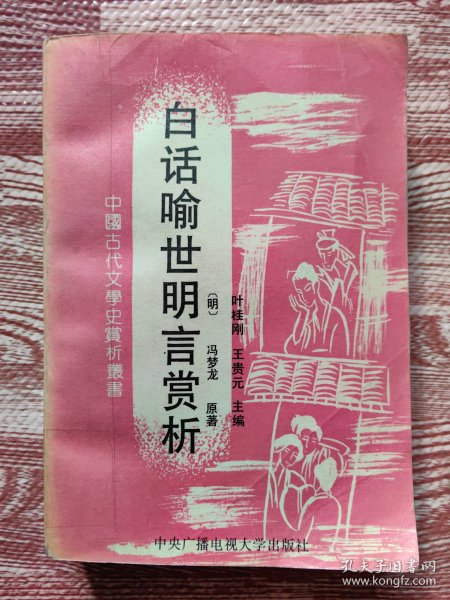 白话喻世明言赏析
叶桂刚 王贵元 主编
〔明〕 冯梦龙 原著
中國古代文學史賞析叢書
中央广播电视大学出版社
孔夫子旧书网
www.kongfz.com